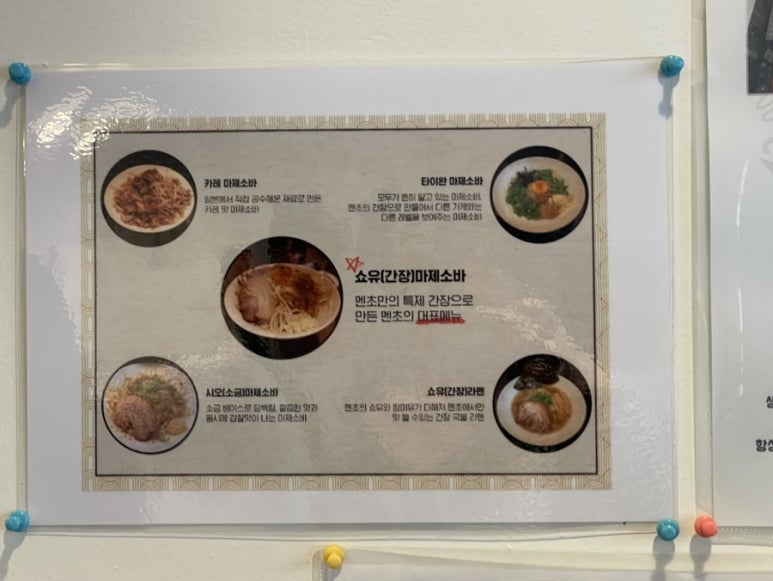 카레 마제소바
일본에서 직접 공수해온 재료로 만든
카레 맛 마제소바
타이완 마제소바
모두가 흔히 알고 있는 마제소바,
멘초의 간장으로 만들어서 다른 가게와는
다른 레벨을 보여주는 마제소바
쇼유(간장)마제소바
멘초만의 특제 간장으로
만든 멘초의 대표메뉴
시오(소금)마제소바
소금 베이스로 담백함, 깔끔한 맛과
동시에 감칠맛이 나는 마제소바
쇼유(간장)라멘
멘초의 쇼유와 향미유가 더해져 멘초에서만
맛 볼 수있는 간장 국물 라멘